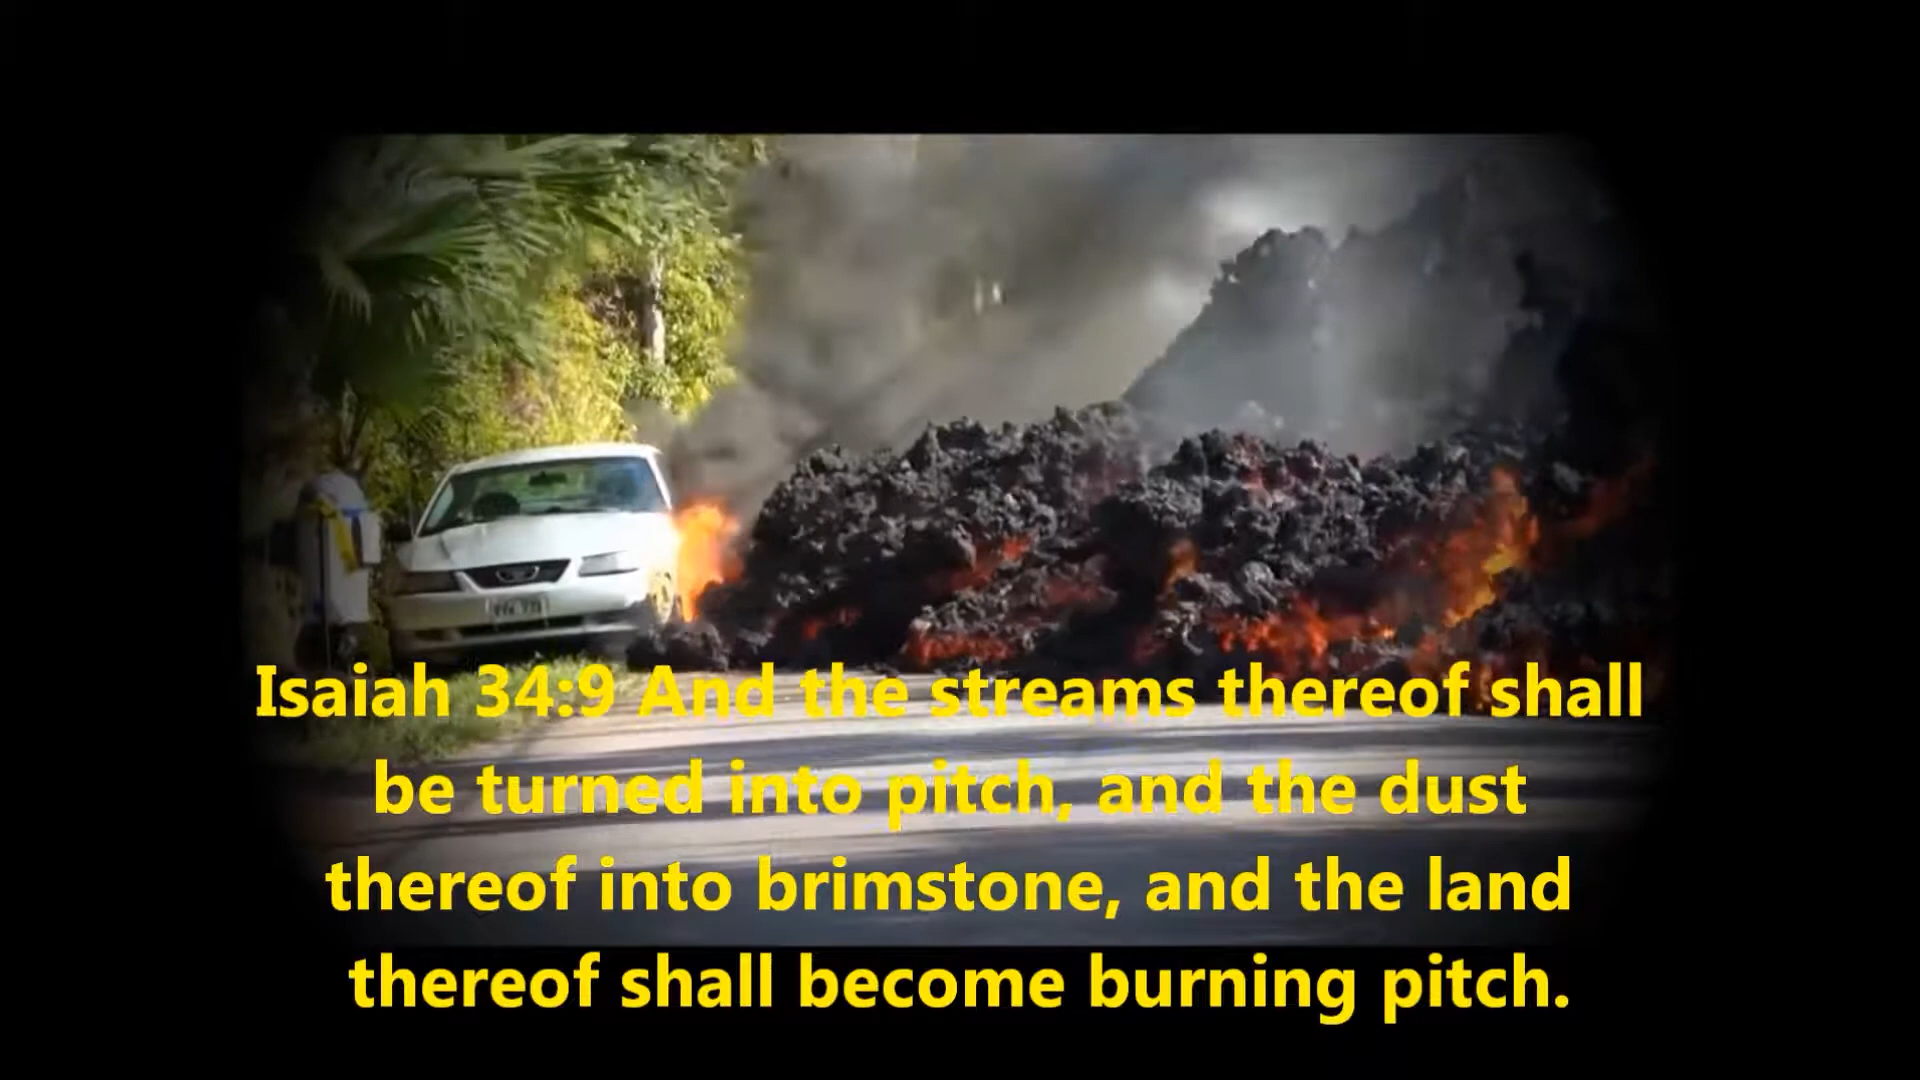 Isaiah 34:9 And the streams thereof shall
be turned into pitch, and the dust
thereof into brimstone, and the land
thereof shall become burning pitch.